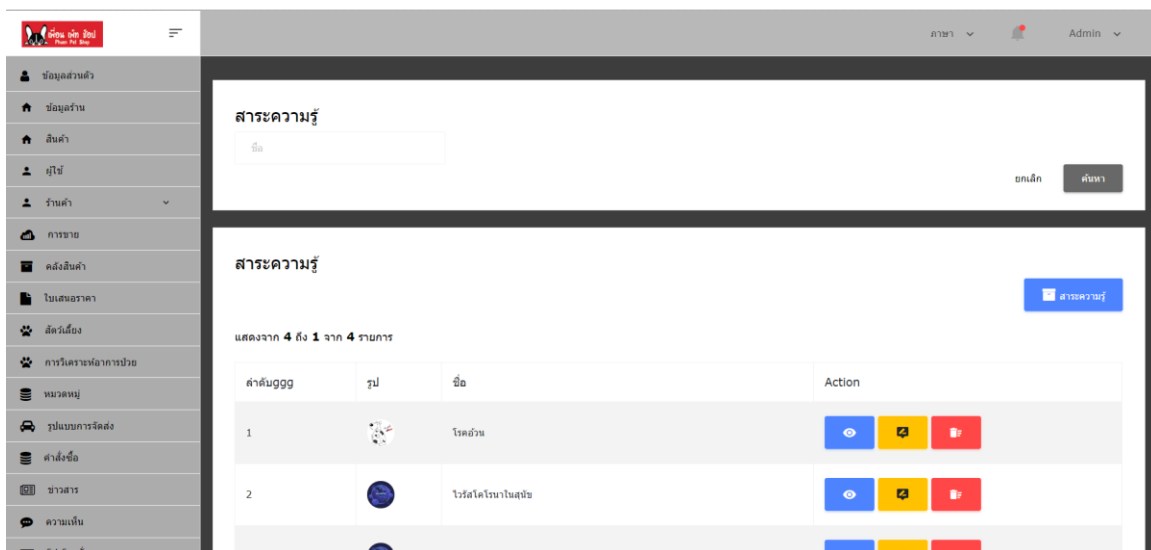 เพื่อน เพ็ท ช้อป
Phuen Pet Shop
ภาษา
Admin
ข้อมูลส่วนตัว
ข้อมูลร้าน
สินค้า
ผู้ใช้
ร้านค้า
การขาย
คลังสินค้า
ใบเสนอราคา
สัตว์เลี้ยง
การวิเคราะห์อาการป่วย
หมวดหมู่
รูปแบบการจัดส่ง
คำสั่งซื้อ
ข่าวสาร
ความเห็น
สาระความรู้
ชื่อ
ยกเลิก
ค้นหา
สาระความรู้
สาระความรู้
แสดงจาก 4 ถึง 1 จาก 4 รายการ
ลำดับggg รูป ชื่อ Action
1 โรคอ้วน
2 ไวรัสโคโรนาในสุนัข